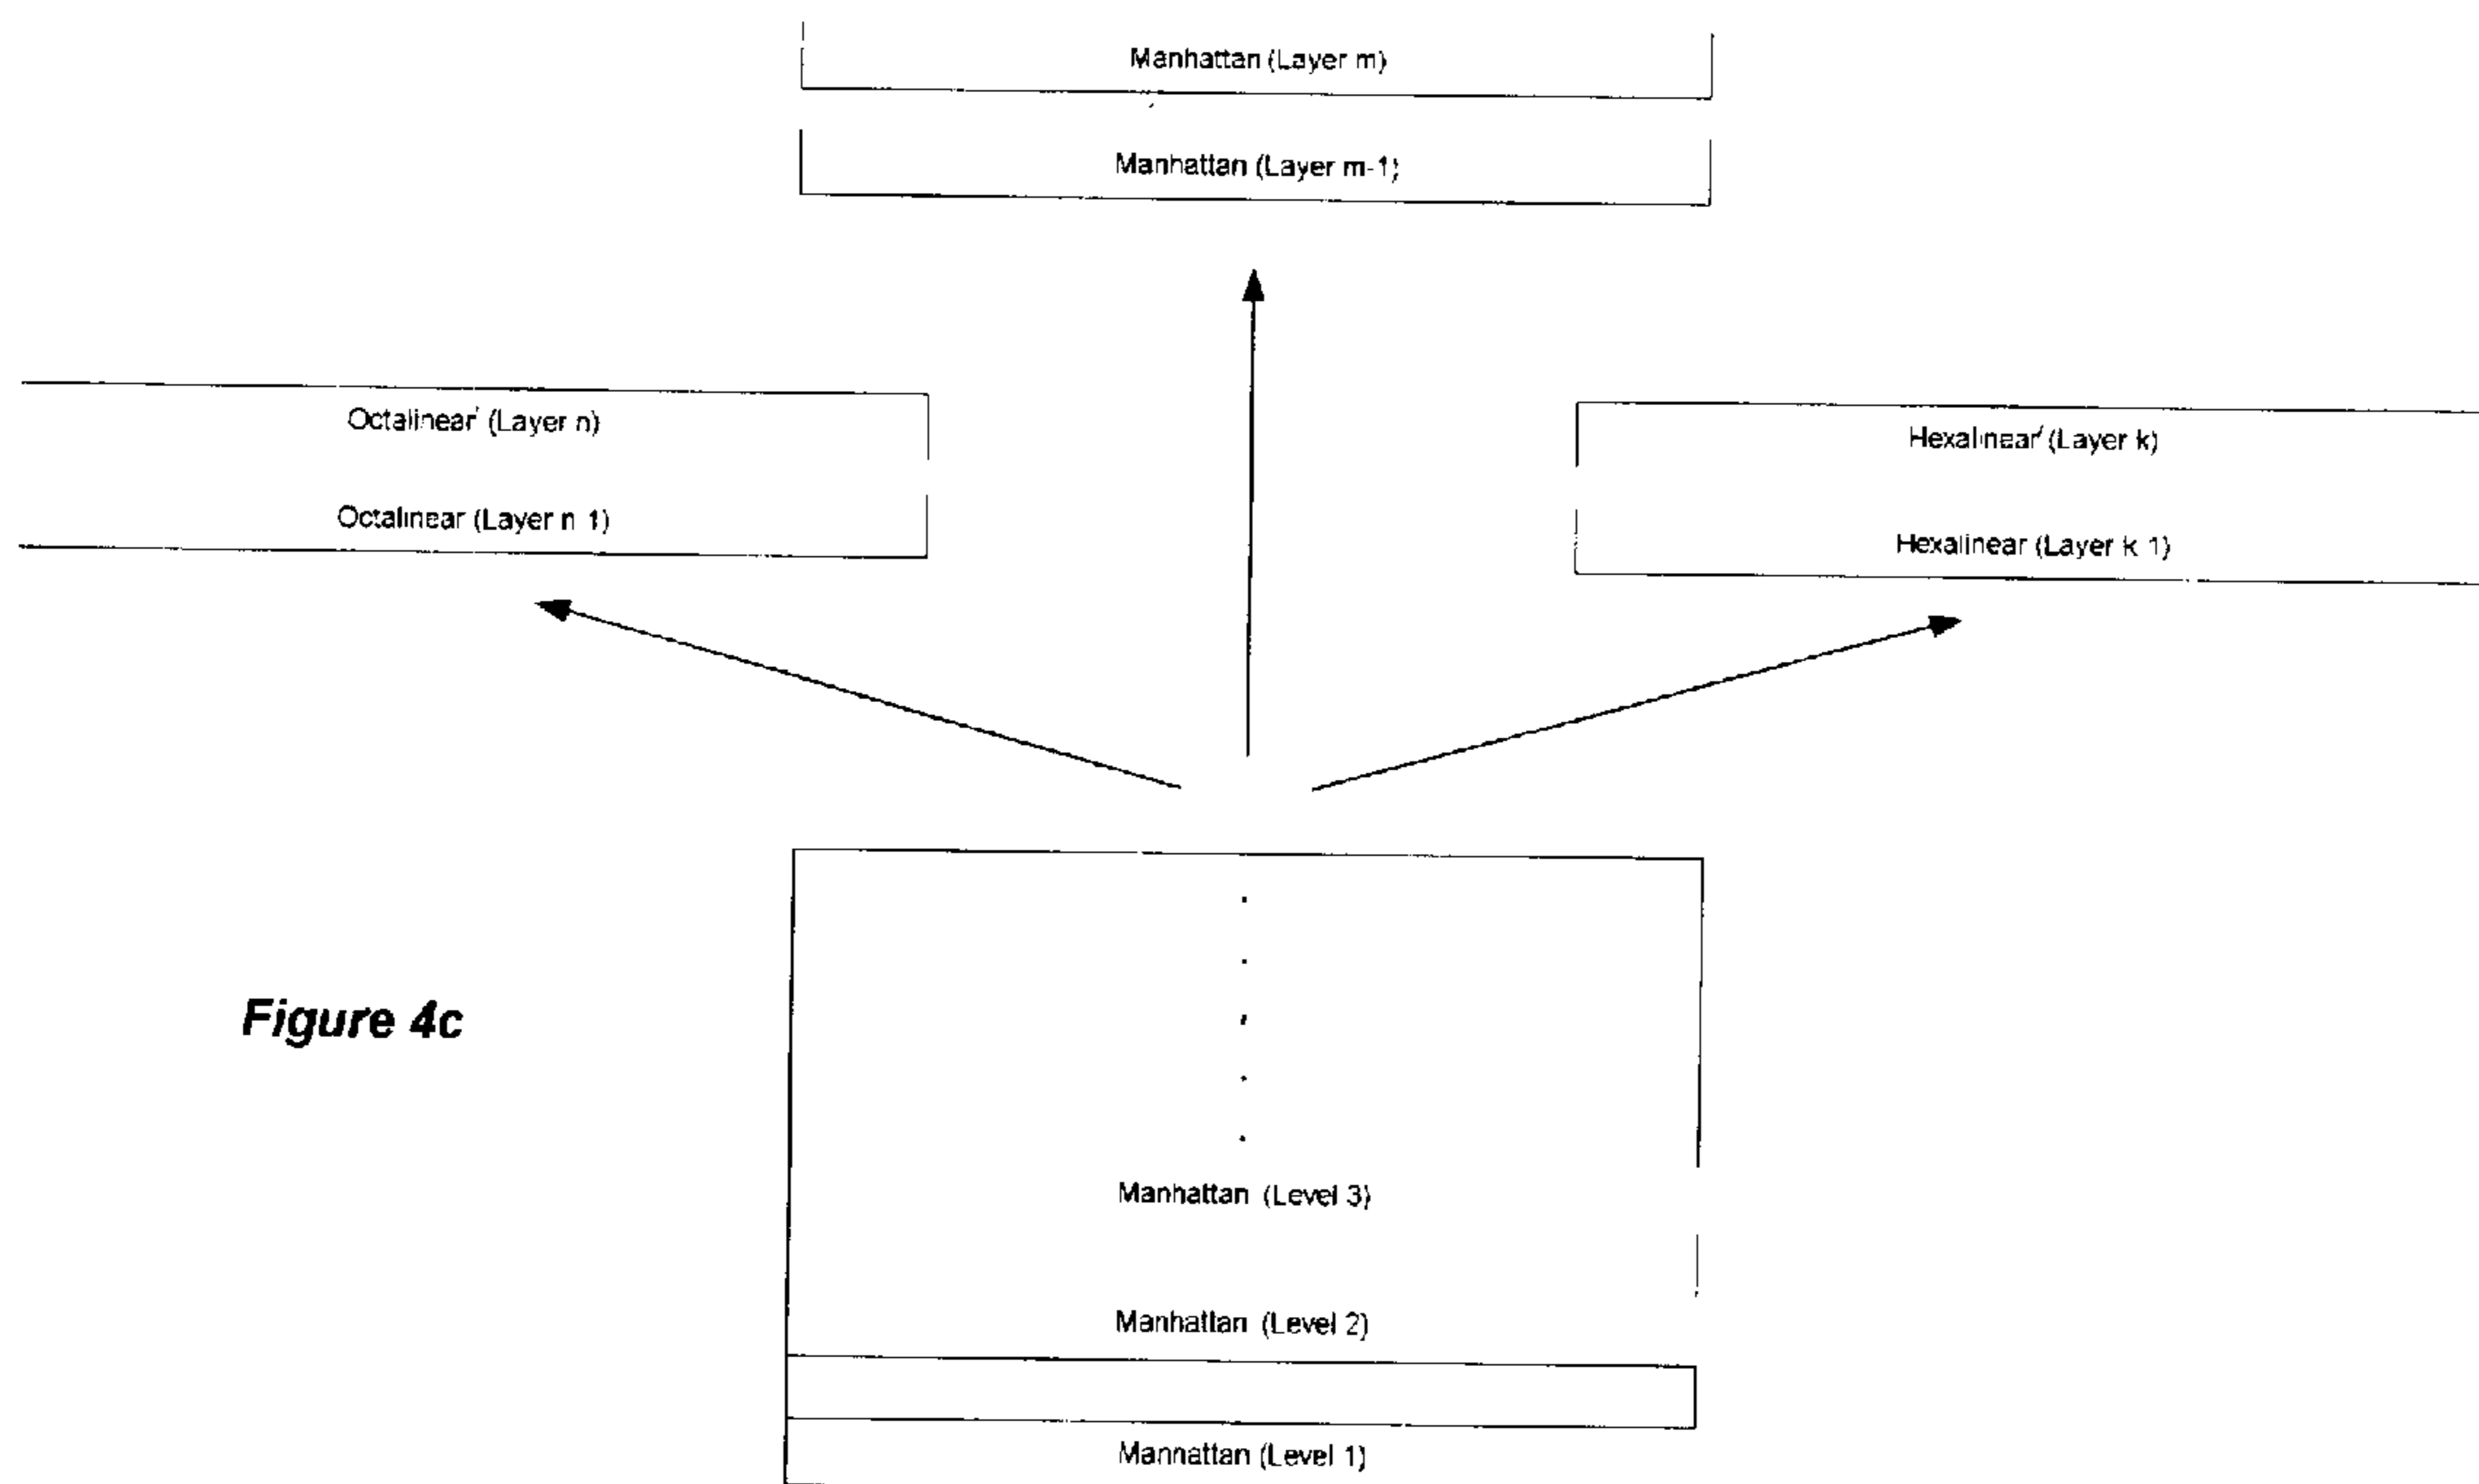 Manhattan (Layer m)
Manhattan (Layer m-1)
Octalinear' (Layer n)
Hexalinear' (Layer k)
Octalinear (Layer n 1)
Hexalinear (Layer k 1)
Figure 4c
Manhattan (Level 3)
Manhattan (Level 2)
Manhattan (Level 1)